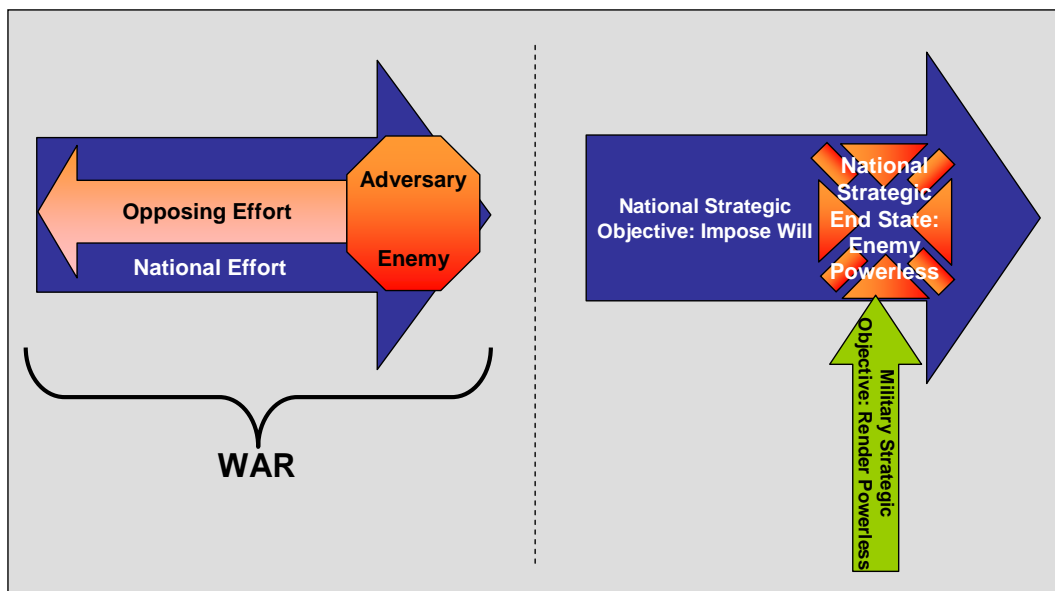 Adversary
Opposing Effort
Enemy
National Effort
WAR
National Strategic
Objective: Impose Will
National
Strategic
End State:
Enemy
Powerless
Military Strategic
Objective: Render Powerless